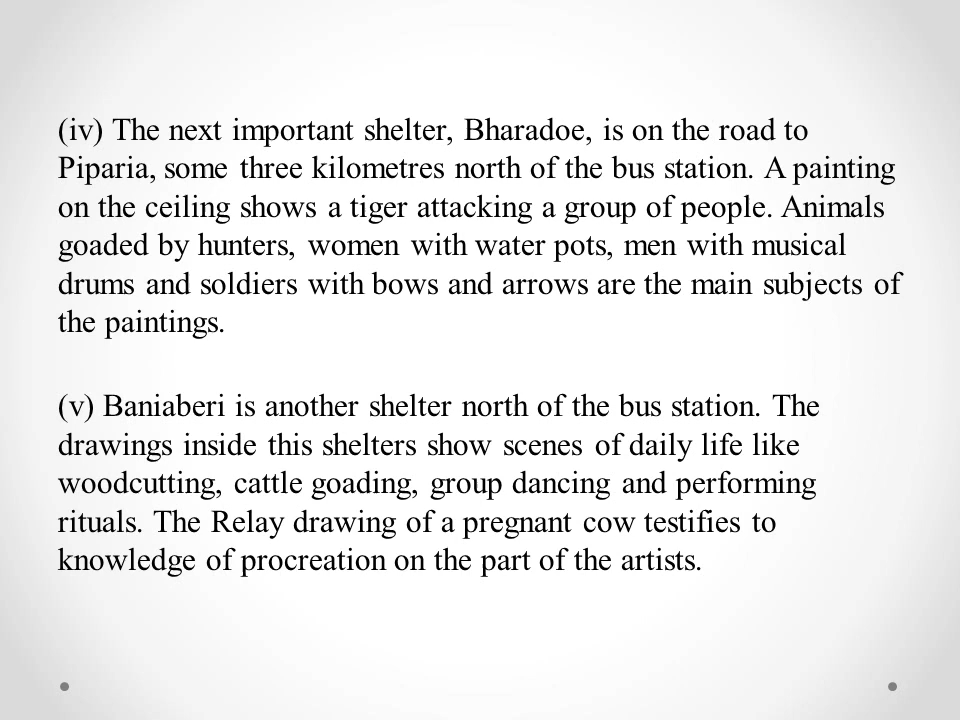 (iv) The next important shelter, Bharadoe, is on the road to
Piparia, some three kilometres north of the bus station. A painting
on the ceiling shows a tiger attacking a group of people. Animals
goaded by hunters, women with water pots, men with musical
drums and soldiers with bows and arrows are the main subjects of
the paintings.
(v) Baniaberi is another shelter north of the bus station. The
drawings inside this shelters show scenes of daily life like
woodcutting, cattle goading, group dancing and performing
rituals. The Relay drawing of a pregnant cow testifies to
knowledge of procreation on the part of the artists.